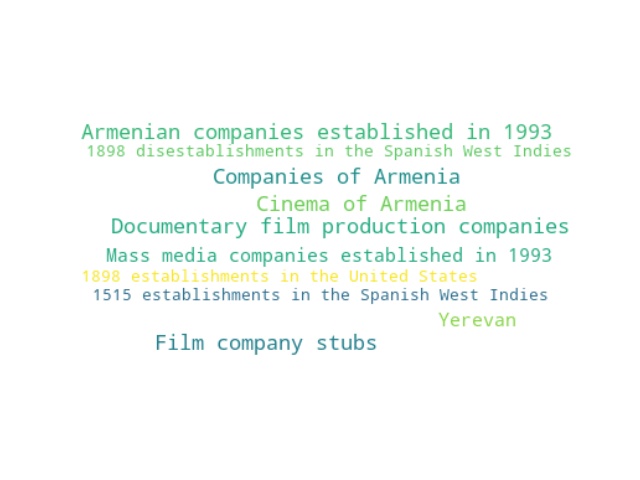 Armenian companies established in 1993
1898 disestablishments in the Spanish West Indies
Companies of Armenia
Cinema of Armenia
Documentary film production companies
Mass media companies established in 1993
1898 establishments in the United States
1515 establishments in the Spanish West Indies
Yerevan
Film company stubs